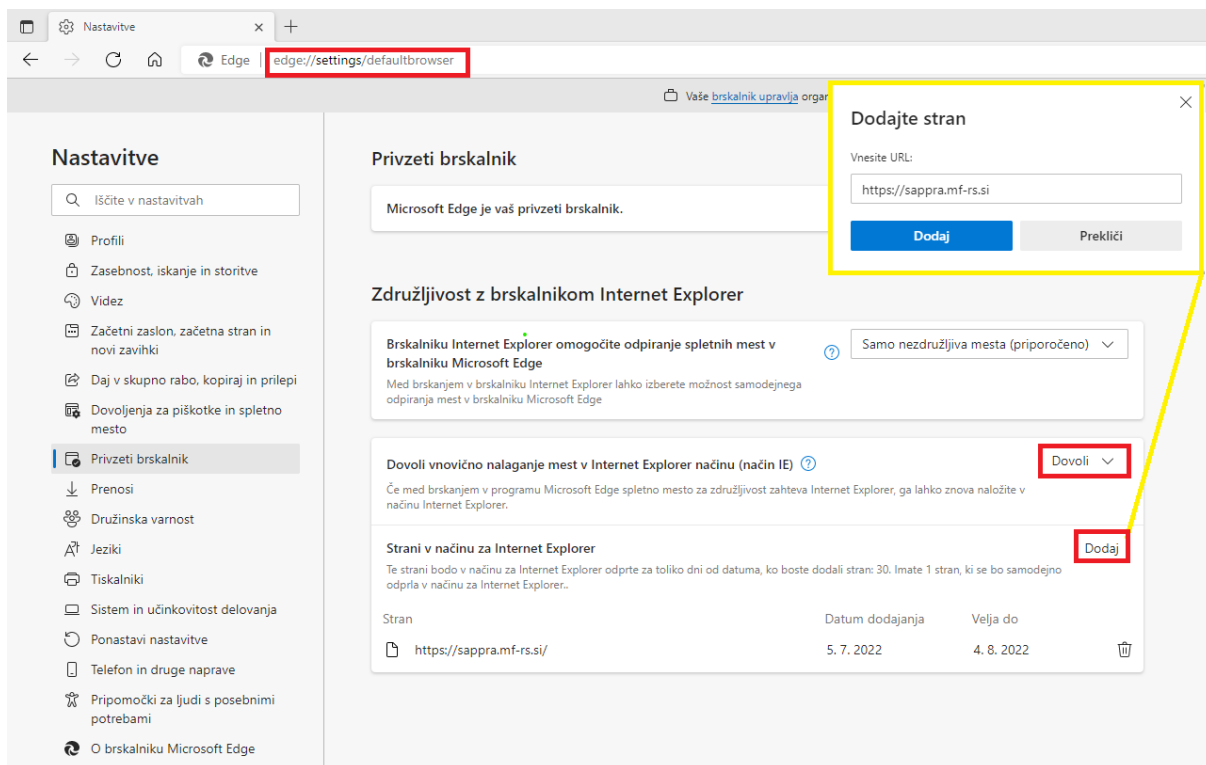 Nastavitve
Edge
edge://settings/defaultbrowser
Vaše brskalnik upravlja organ
Dodajte stran
Vnesite URL:
https://sappra.mf-rs.si
Dodaj
Prekliči
Nastavitve
Iščite v nastavitvah
Profili
Zasebnost, iskanje in storitve
Videz
Začetni zaslon, začetna stran in
novi zavihki
Daj v skupno rabo, kopiraj in prilepi
Dovoljenja za piškotke in spletno
mesto
Privzeti brskalnik
Prenosi
Družinska varnost
Jeziki
Tiskalniki
Sistem in učinkovitost delovanja
Ponastavi nastavitve
Telefon in druge naprave
Pripomočki za ljudi s posebnimi
potrebami
O brskalniku Microsoft Edge
Privzeti brskalnik
Microsoft Edge je vaš privzeti brskalnik.
Združljivost z brskalnikom Internet Explorer
Brskalniku Internet Explorer omogočite odpiranje spletnih mest v
brskalniku Microsoft Edge
Med brskanjem v brskalniku Internet Explorer lahko izberete možnost samodejnega
odpiranja mest v brskalniku Microsoft Edge
Samo nezdružljiva mesta (priporočeno)
Dovoli vnovično nalaganje mest v Internet Explorer načinu (način IE)
Dovoli
Če med brskanjem v programu Microsoft Edge spletno mesto za združljivost zahteva Internet Explorer, ga lahko znova naložite v
načinu Internet Explorer.
Strani v načinu za Internet Explorer
Dodaj
Te strani bodo v načinu za Internet Explorer odprte za toliko dni od datuma, ko boste dodali stran: 30. Imate 1 stran, ki se bo samodejno
odprla v načinu za Internet Explorer..
Stran
Datum dodajanja
Velja do
https://sappra.mf-rs.si/
5. 7. 2022
4. 8. 2022